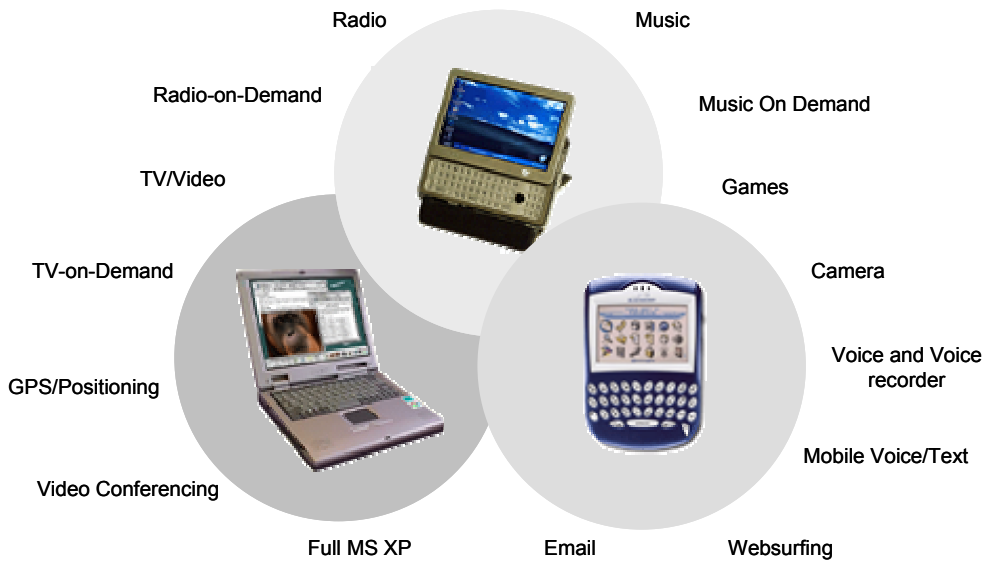 Radio
Music
Radio-on-Demand
Music On Demand
TV/Video
Games
TV-on-Demand
Camera
Voice and Voice
recorder
GPS/Positioning
Mobile Voice/Text
Video Conferencing
Full MS XP
Email
Websurfing